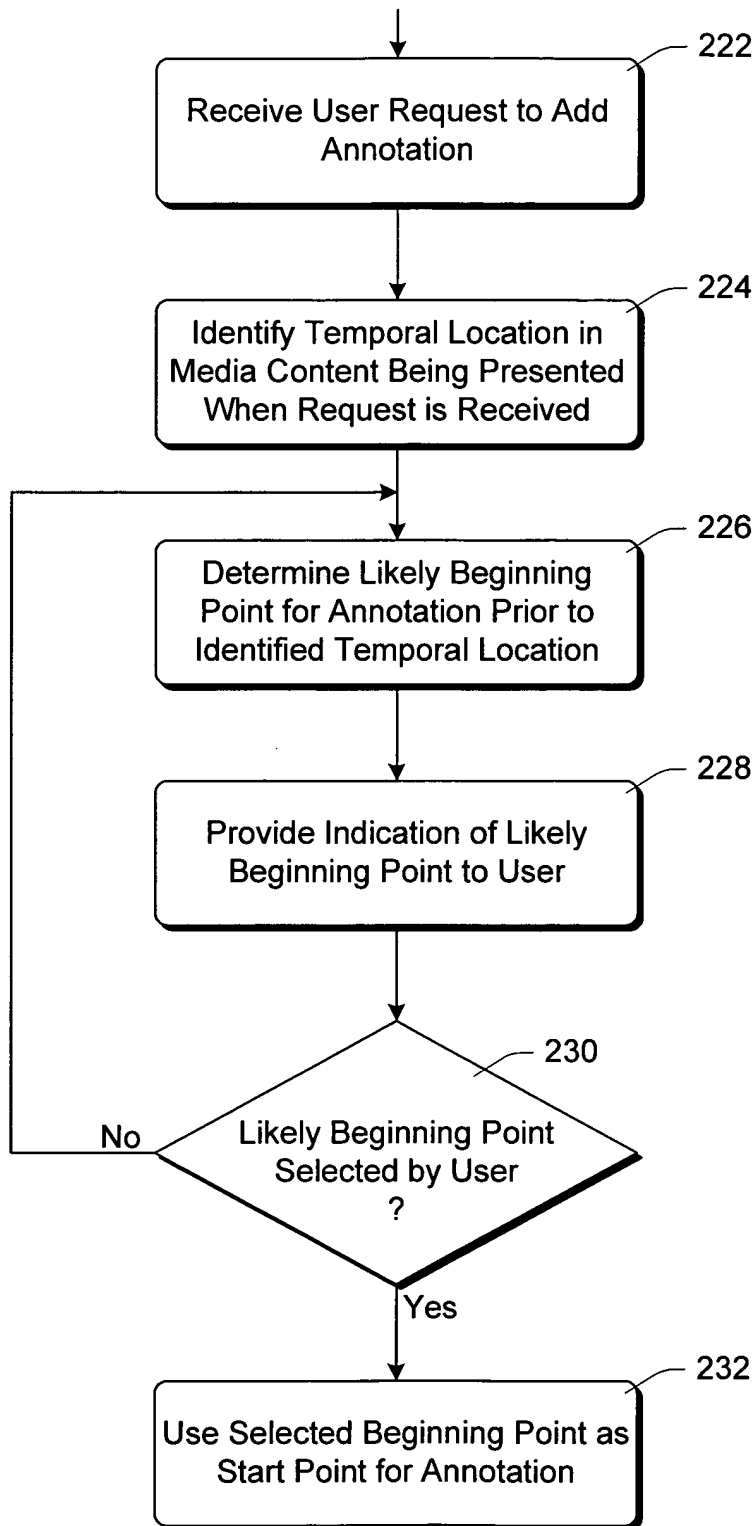 222
Receive User Request to Add
Annotation
224
Identify Temporal Location in
Media Content Being Presented
When Request is Received
226
Determine Likely Beginning
Point for Annotation Prior to
Identified Temporal Location
228
Provide Indication of Likely
Beginning Point to User
230
No
Likely Beginning Point
Selected by User
?
Yes
232
Use Selected Beginning Point as
Start Point for Annotation